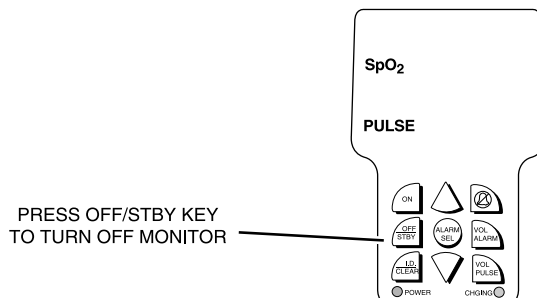 SpO2
PULSE
ON
PRESS OFF/STBY KEY
TO TURN OFF MONITOR
OFF
STBY
ALARM
SEL
VOL
ALARM
I.D.
CLEAR
VOL
PULSE
POWER
CHGING